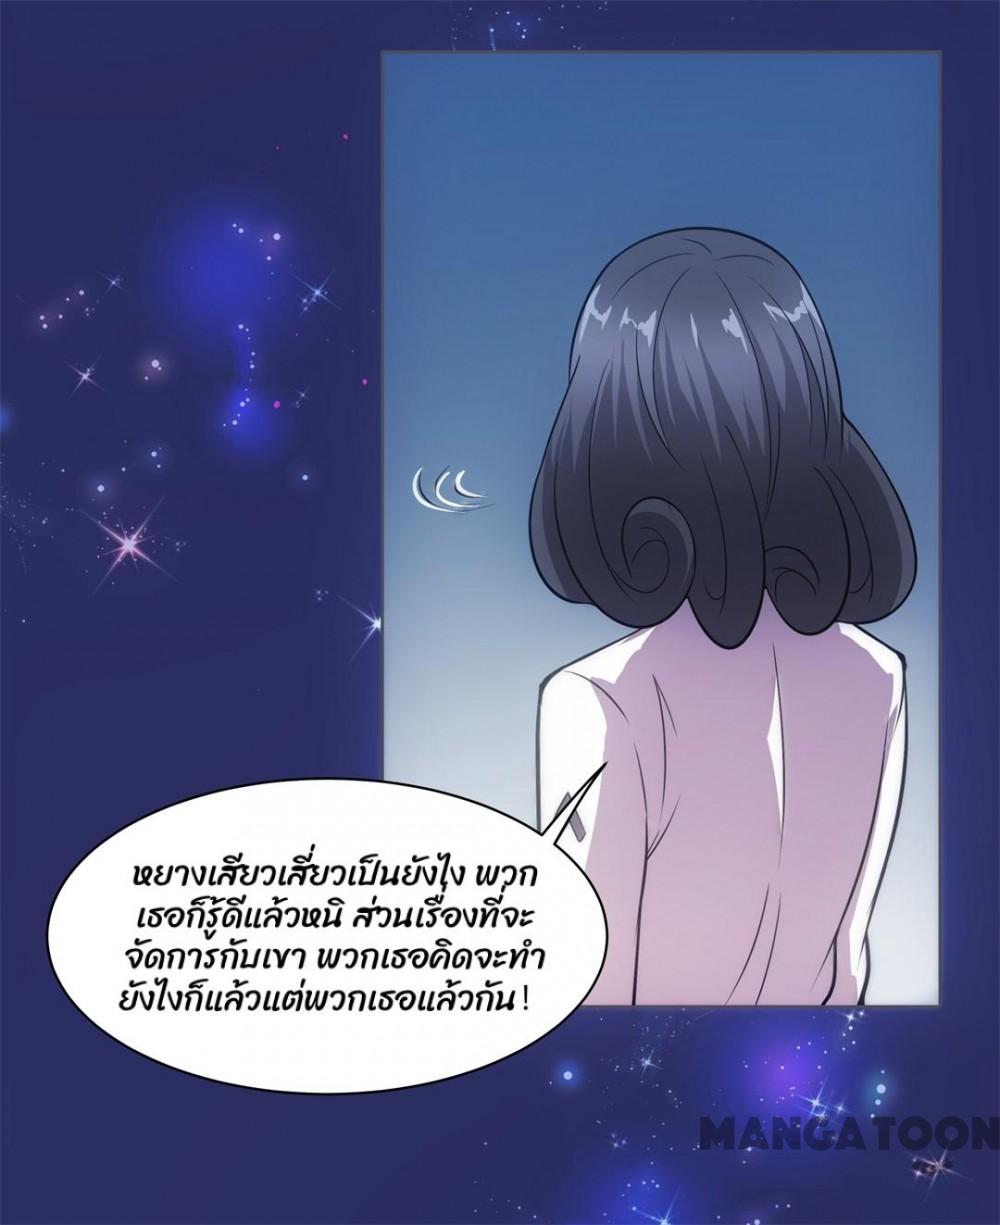 หยางเสียวเสี่ยวเป็นยังไง พวก
เธอก็รู้ดีแล้วหนิ ส่วนเรื่องที่จะ
จัดการกับเขา พวกเธอคิดจะทำ
ยังไงก็แล้วแต่พวกเธอแล้วกัน!
MANGATOON